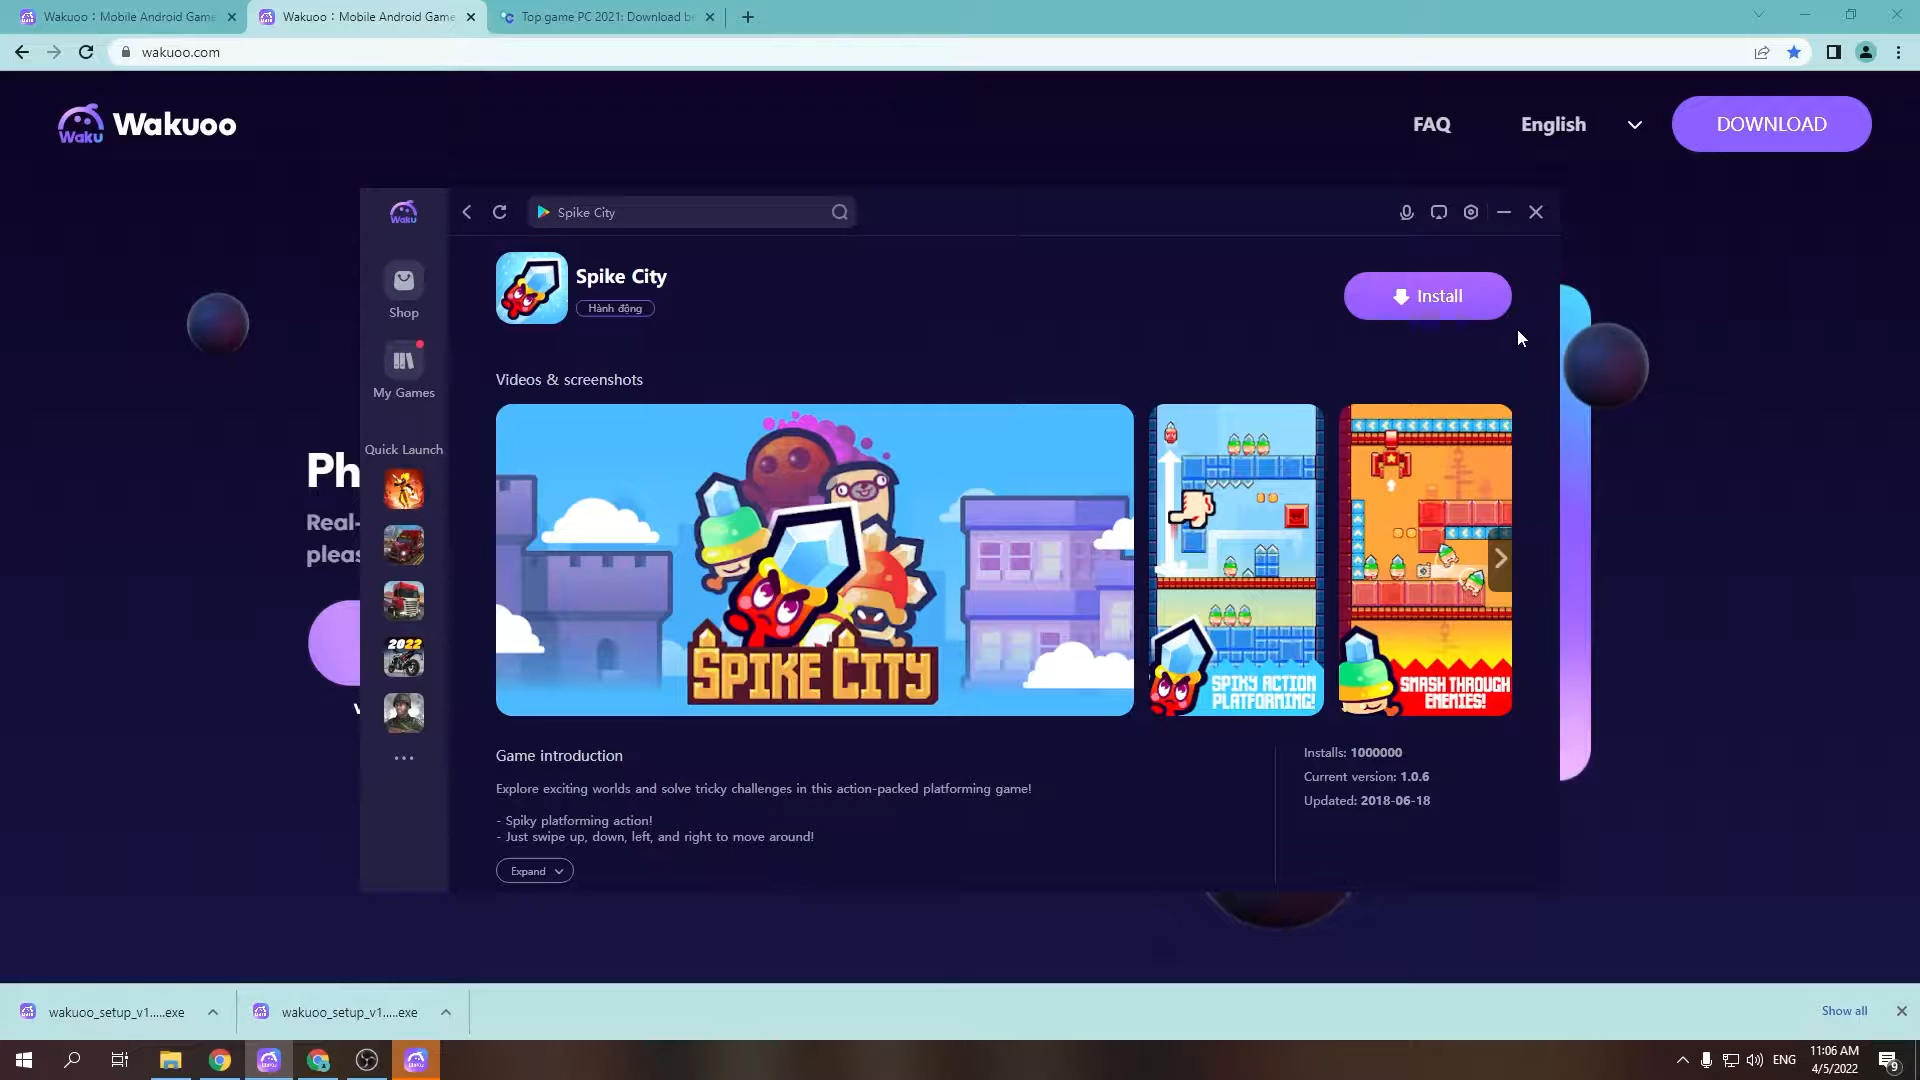 Wakuoo : Mobile Android Game
Wakuoo : Mobile Android Game
Top game PC 2021: Download be
wakuoo.com
Waku
Wakuoo
FAQ
English
DOWNLOAD
Waku
Spike City
Spike City
Hành động
Install
Shop
My Games
Quick Launch
2022
Videos & screenshots
SPIKE CITY
SPIKY ACTION
PLATFORMING!
SMASH THROUGH
ENEMIES!
Ph
Real-
pleas
Game introduction
Explore exciting worlds and solve tricky challenges in this action-packed platforming game!
- Spiky platforming action!
- Just swipe up, down, left, and right to move around!
Expand
Installs: 1000000
Current version: 1.0.6
Updated: 2018-06-18
wakuoo_setup_v1.....exe
wakuoo_setup_v1.....exe
Show all
ENG
11:06 AM
4/5/2022
9